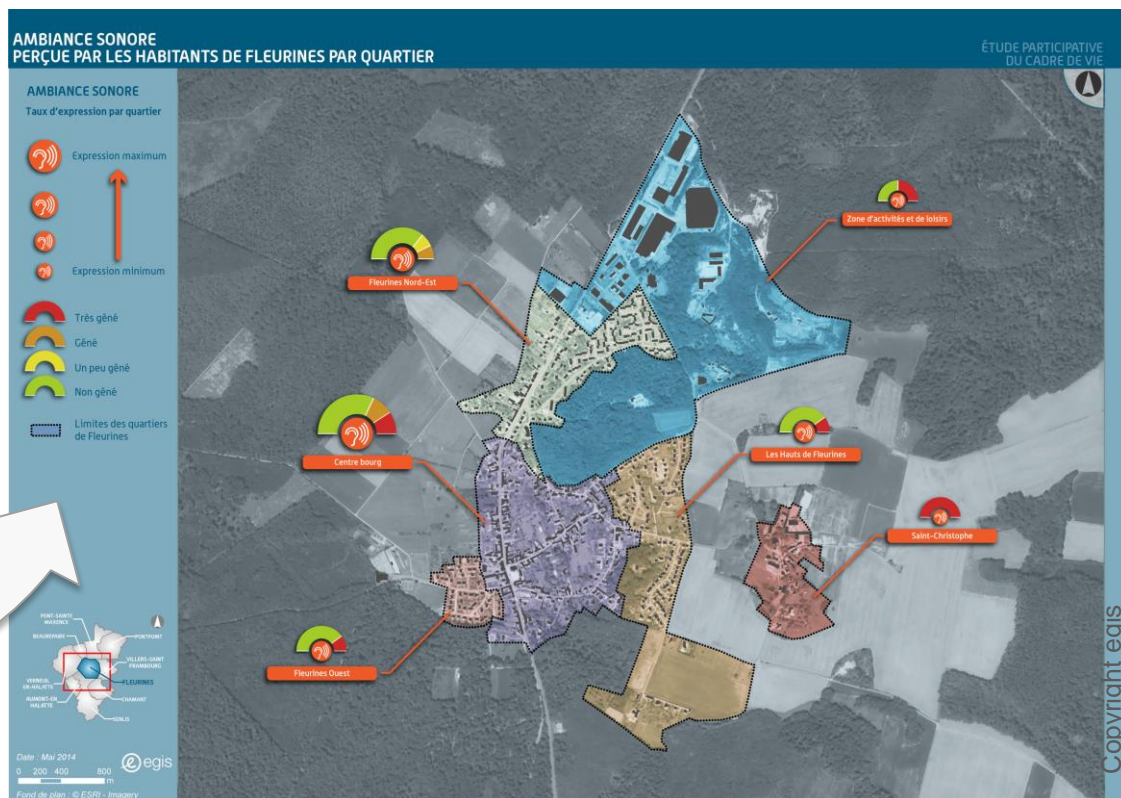 AMBIANCE SONORE
PERÇUE PAR LES HABITANTS DE FLEURINES PAR QUARTIER
ÉTUDE PARTICIPATIVE
DU CADRE DE VIE
AMBIANCE SONORE
Taux d'expression par quartier
Expression maximum
Expression minimum
Très gêné
Gêné
Un peu gêné
Non gêné
Limites des quartiers
de Fleurines
Zone d'activités et de loisirs
Fleurines Nord-Est
Centre bourg
Les Hauts de Fleurines
Saint-Christophe
Fleurines Ouest
PONT-SAINTE
MAXENCE
BEAUREPAIRE
PONTPOINT
VILLERS-SAINT
FRAMBOURG
VERNEUIL
EN-HALATTE
FLEURINES
AUMONT-EN
HALATTE
CHAMANT
SENLIS
Date : Mai 2014
egis
0 200 400 800
m
Fond de plan : © ESRI - Imagery
Copyright egis